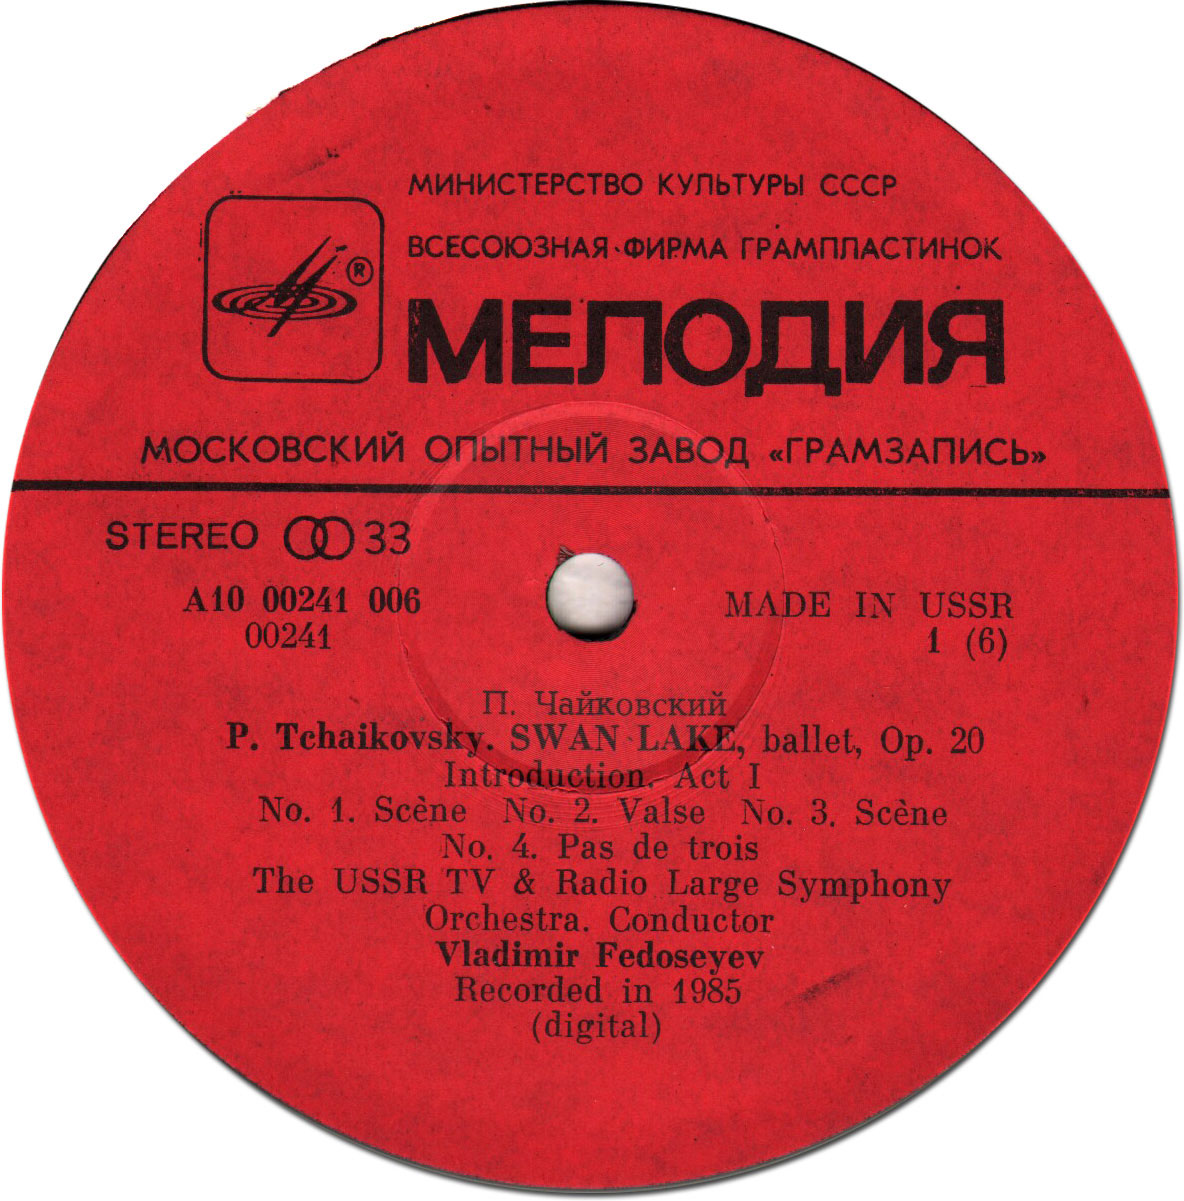 МИНИСТЕРСТВО КУЛЬТУРЫ СССР
ВСЕСОЮЗНАЯ ФИРМА ГРАМПЛАСТИНОК
®
МЕЛОДИЯ
МОСКОВСКИЙ ОПЫТНЫЙ ЗАВОД «ГРАМЗАПИСЬ»
STEREO 33
А10 00241 006
00241
MADE IN USSR
1 (6)
П. Чайковский
P. Tchaikovsky. SWAN LAKE, ballet, Op. 20
Introduction. Act I
No. 1. Scène No. 2. Valse No. 3. Scène
No. 4. Pas de trois
The USSR TV & Radio Large Symphony
Orchestra. Conductor
Vladimir Fedoseyev
Recorded in 1985
(digital)